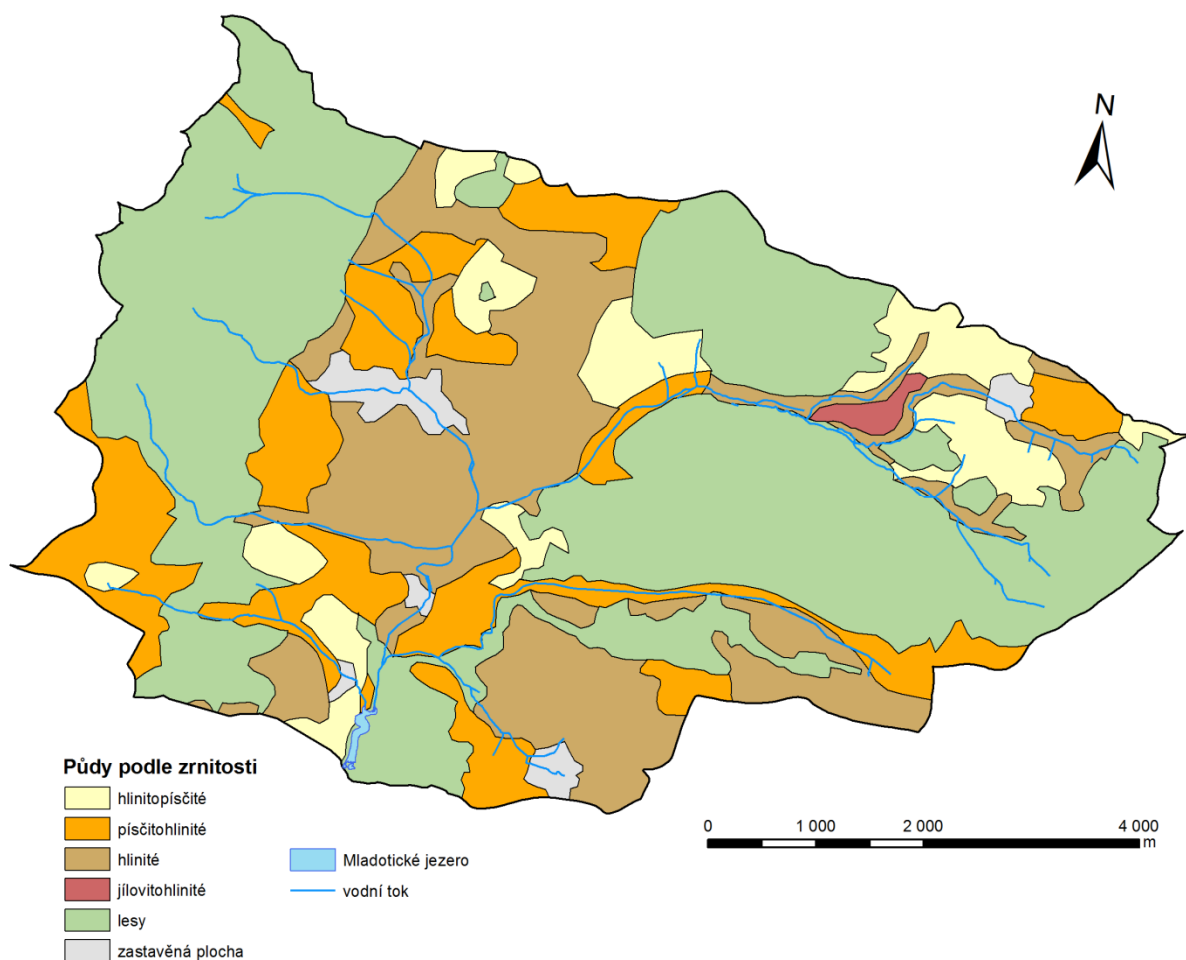 N
Půdy podle zrnitosti
hlinitopísčité
písčitohlinité
hlinité
jílovitohlinité
lesy
zastavěná plocha
Mladotické jezero
vodní tok
0 1 000 2 000 4 000
m